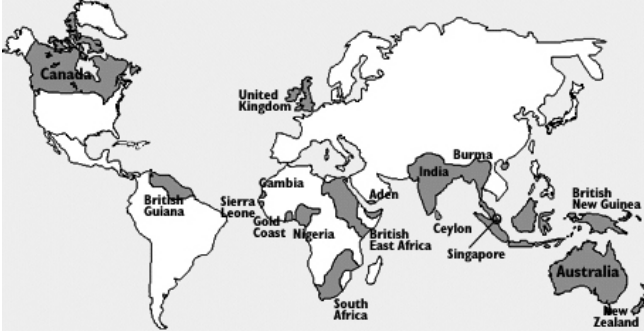 Canada
United
Kingdom
Burma
India
Gambia
Aden
British
Guiana
Sierra
Leone
Gold
Coast
Nigeria
British
East Africa
Ceylon
Singapore
British
New Guinea
Australia
South
Africa
New
Zealand